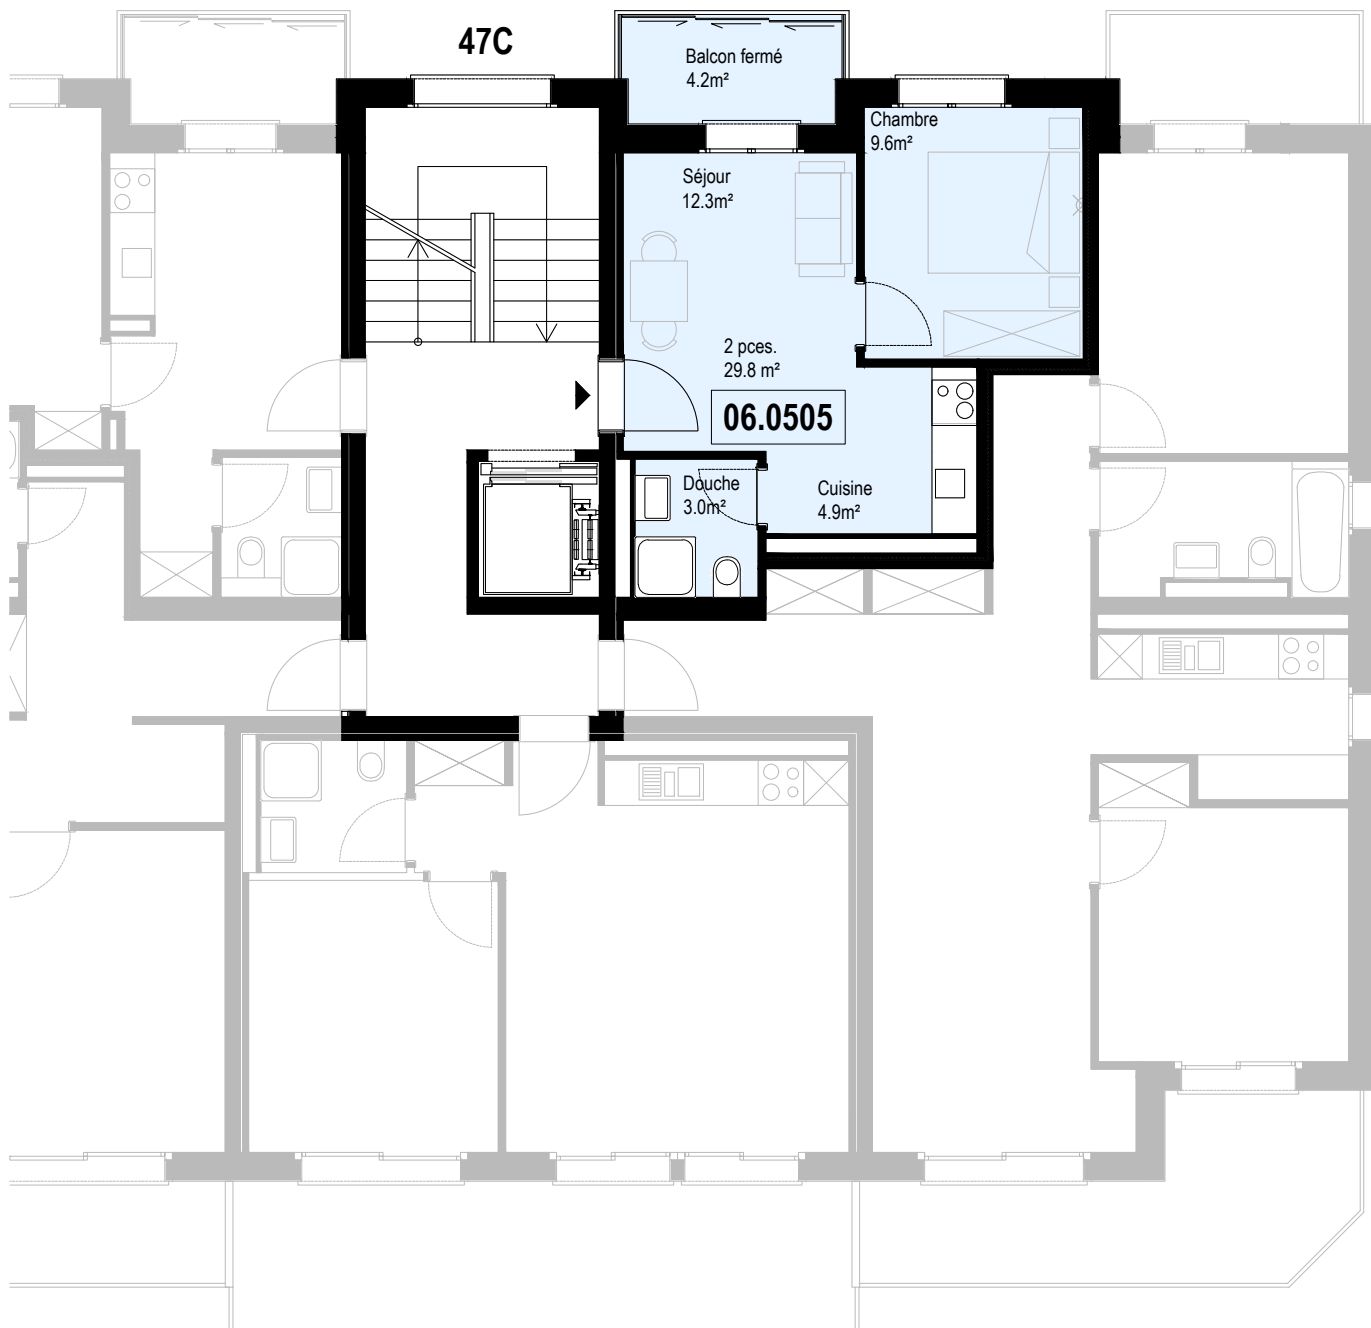 47C
Balcon fermé
4.2m²
Chambre
9.6m²
Séjour
12.3m²
2 pces.
29.8 m²
06.0505
Douche
3.0m²
Cuisine
4.9m²